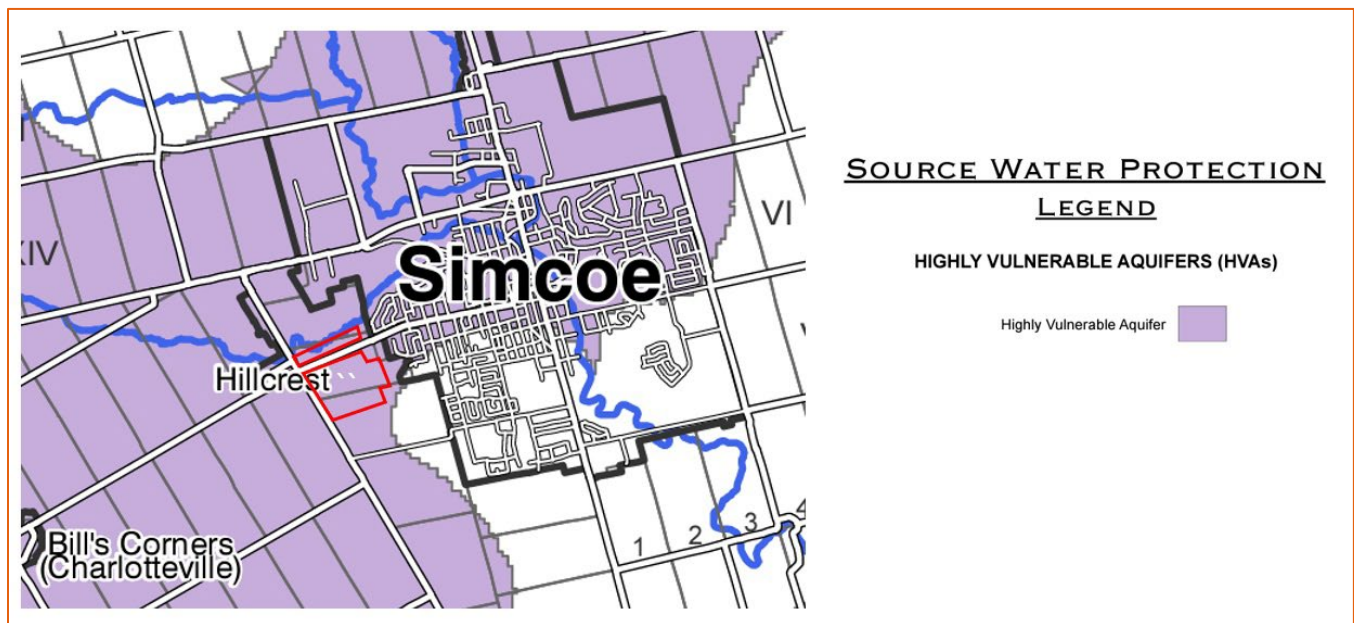 SOURCE WATER PROTECTION
LEGEND
HIGHLY VULNERABLE AQUIFERS (HVAs)
Highly Vulnerable Aquifer
VI
Simcoe
Hillcrest
Bill's Corners
(Charlotteville)
1
2
3